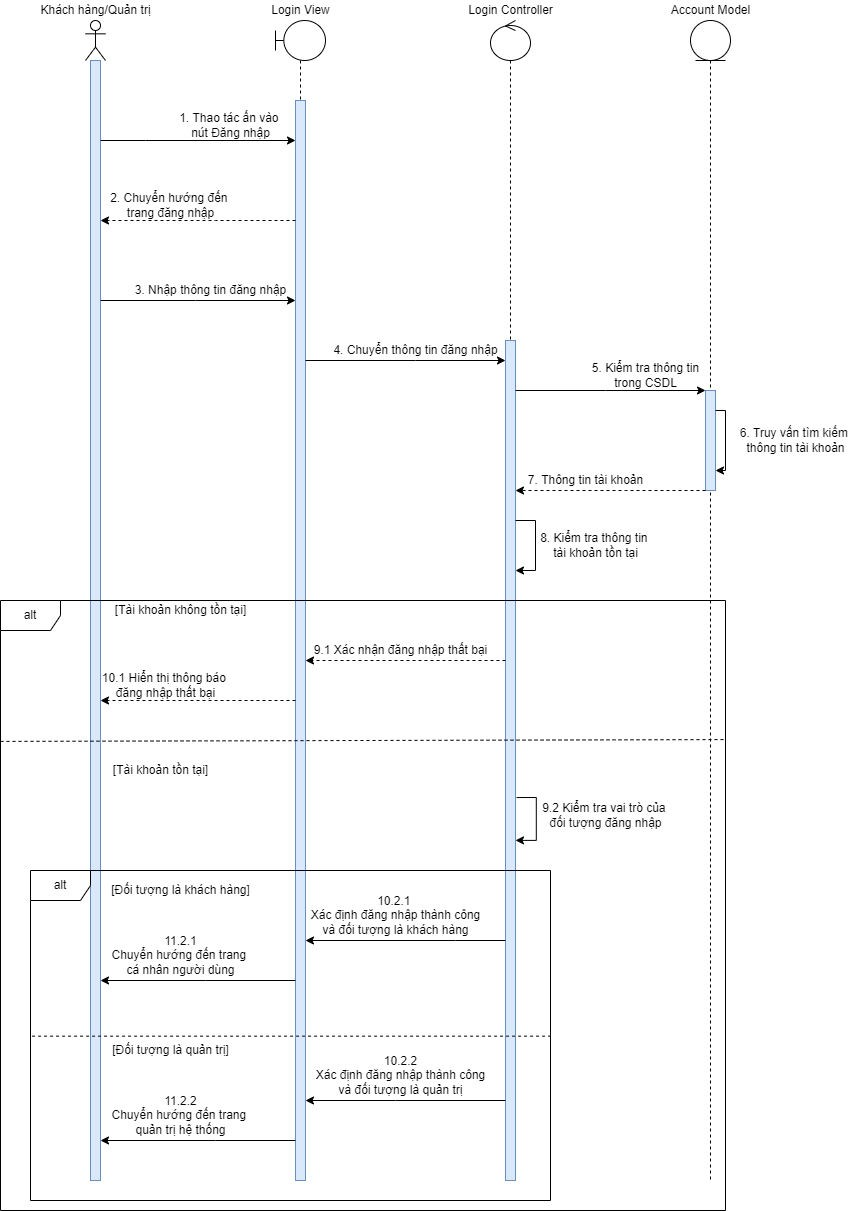 Khách hàng/Quản trị
Login View
Login Controller
Account Model
1. Thao tác ấn vào
nút Đăng nhập
2. Chuyển hướng đến
trang đăng nhập
3. Nhập thông tin đăng nhập
4. Chuyển thông tin đăng nhập
5. Kiểm tra thông tin
trong CSDL
6. Truy vấn tìm kiếm
thông tin tài khoản
7. Thông tin tài khoản
8. Kiểm tra thông tin
tài khoản tồn tại
alt
[Tài khoản không tồn tại]
9.1 Xác nhận đăng nhập thất bại
10.1 Hiển thị thông báo
đăng nhập thất bại
[Tài khoản tồn tại]
9.2 Kiểm tra vai trò của
đối tượng đăng nhập
alt
[Đối tượng là khách hàng]
10.2.1
Xác định đăng nhập thành công
và đối tượng là khách hàng
11.2.1
Chuyển hướng đến trang
cá nhân người dùng
[Đối tượng là quản trị]
10.2.2
Xác định đăng nhập thành công
và đối tượng là quản trị
11.2.2
Chuyển hướng đến trang
quản trị hệ thống